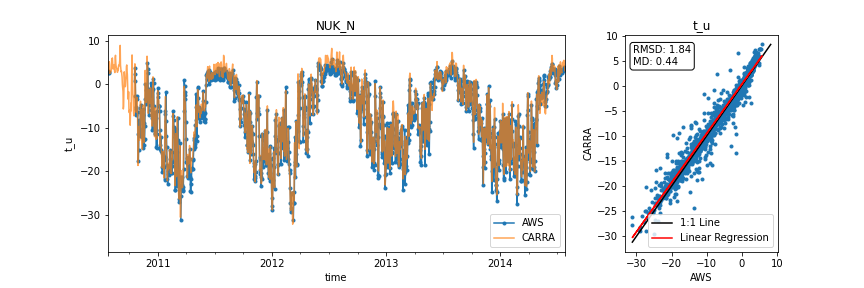 NUK_N
t_u
10
0
−10
−20
−30
t_u
2011
2012
2013
2014
time
AWS
CARRA
t_u
RMSD: 1.84
MD: 0.44
10
5
0
−5
−10
−15
−20
−25
−30
CARRA
1:1 Line
Linear Regression
−30
−20
−10
0
10
AWS